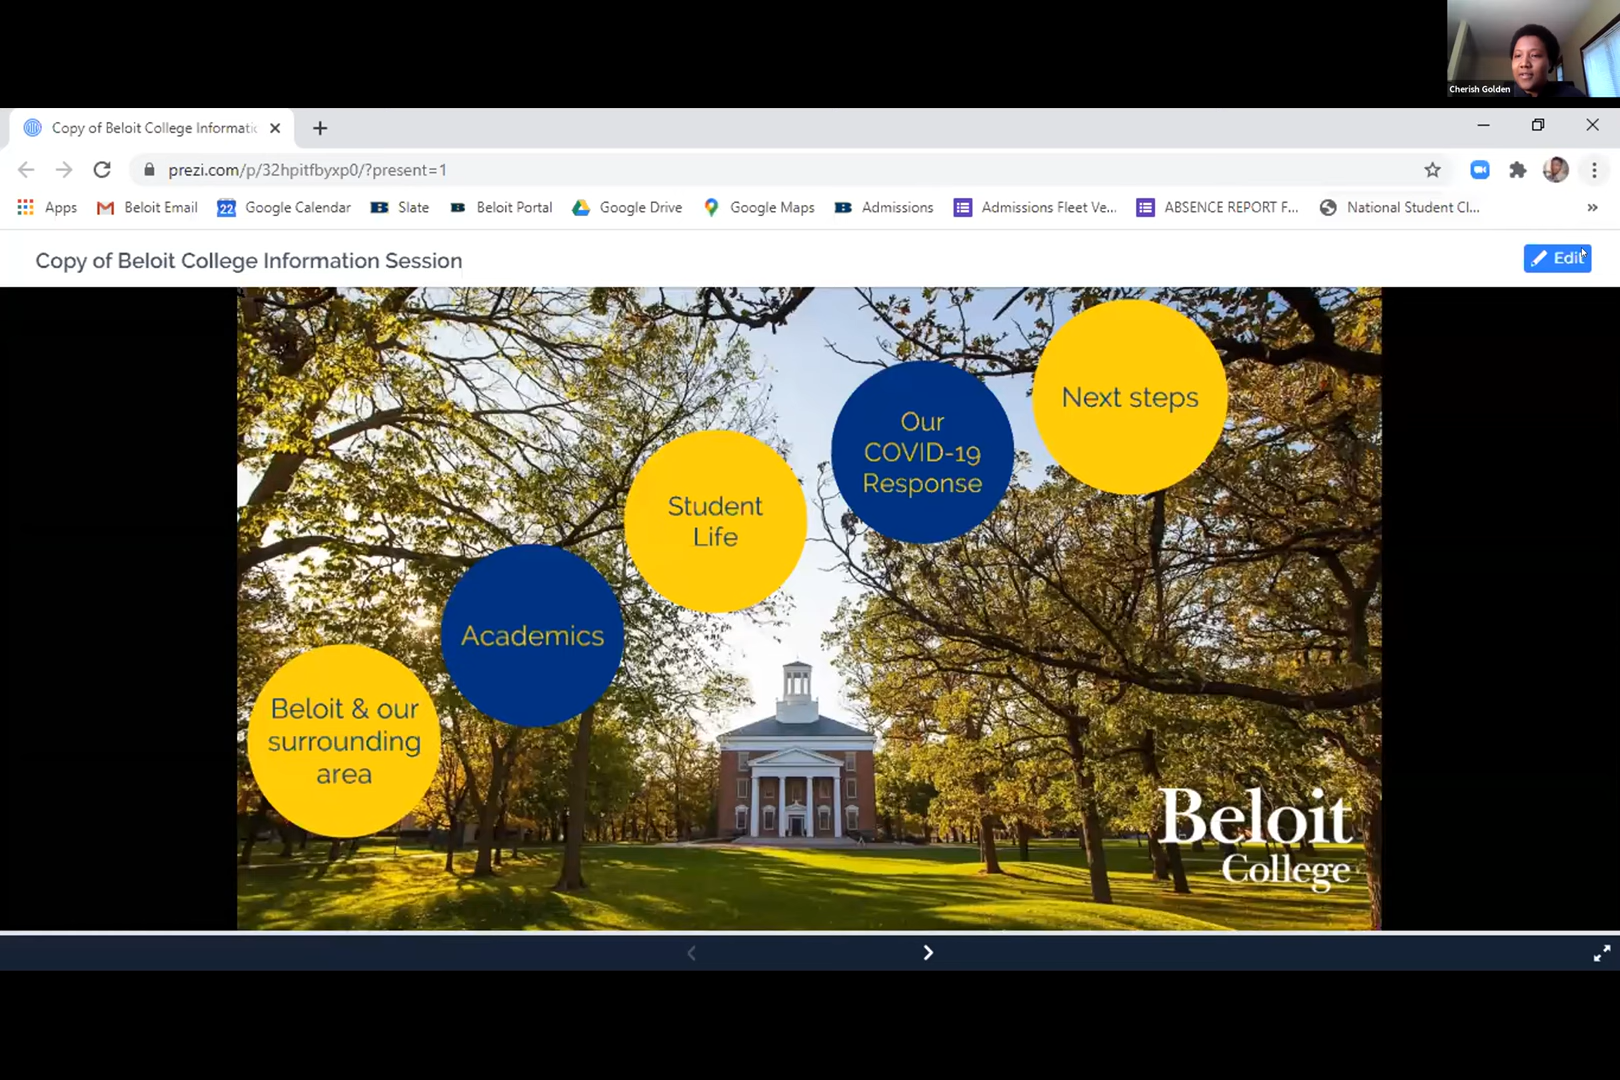 Cherish Golden
Copy of Beloit College Informati
prezi.com/p/32hpitfbyxp0/?present=1
Apps
Beloit Email
22
Google Calendar
B
Slate
B
Beloit Portal
Google Drive
Google Maps
B
Admissions
Admissions Fleet Ve...
ABSENCE REPORT F...
National Student Cl...
Copy of Beloit College Information Session
Edit
Next steps
Our
COVID-19
Response
Student
Life
Academics
Beloit & our
surrounding
area
Beloit
College